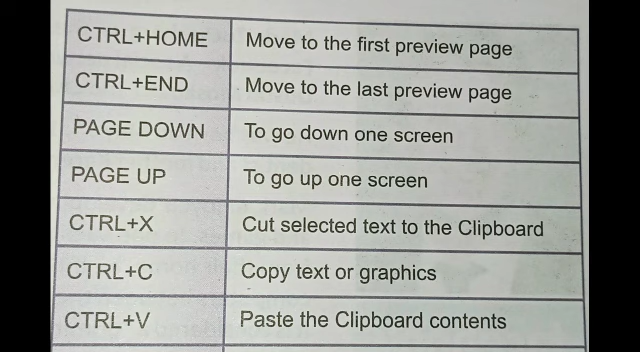 CTRL+HOME Move to the first preview page
CTRL+END Move to the last preview page
PAGE DOWN To go down one screen
PAGE UP To go up one screen
CTRL+X Cut selected text to the Clipboard
CTRL+C Copy text or graphics
CTRL+V Paste the Clipboard contents